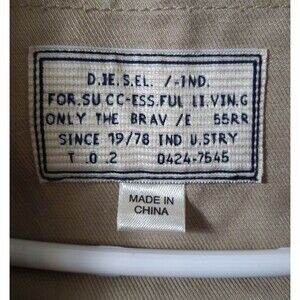 D.IE.S.EL. /-IND.
FOR.SU CC-ESS.FUL LI.VIN.G
ONLY THE BRAV /E 55RR
SINCE 19/78 IND U.STRY
T .0 2 0424-7545
MADE IN
CHINA